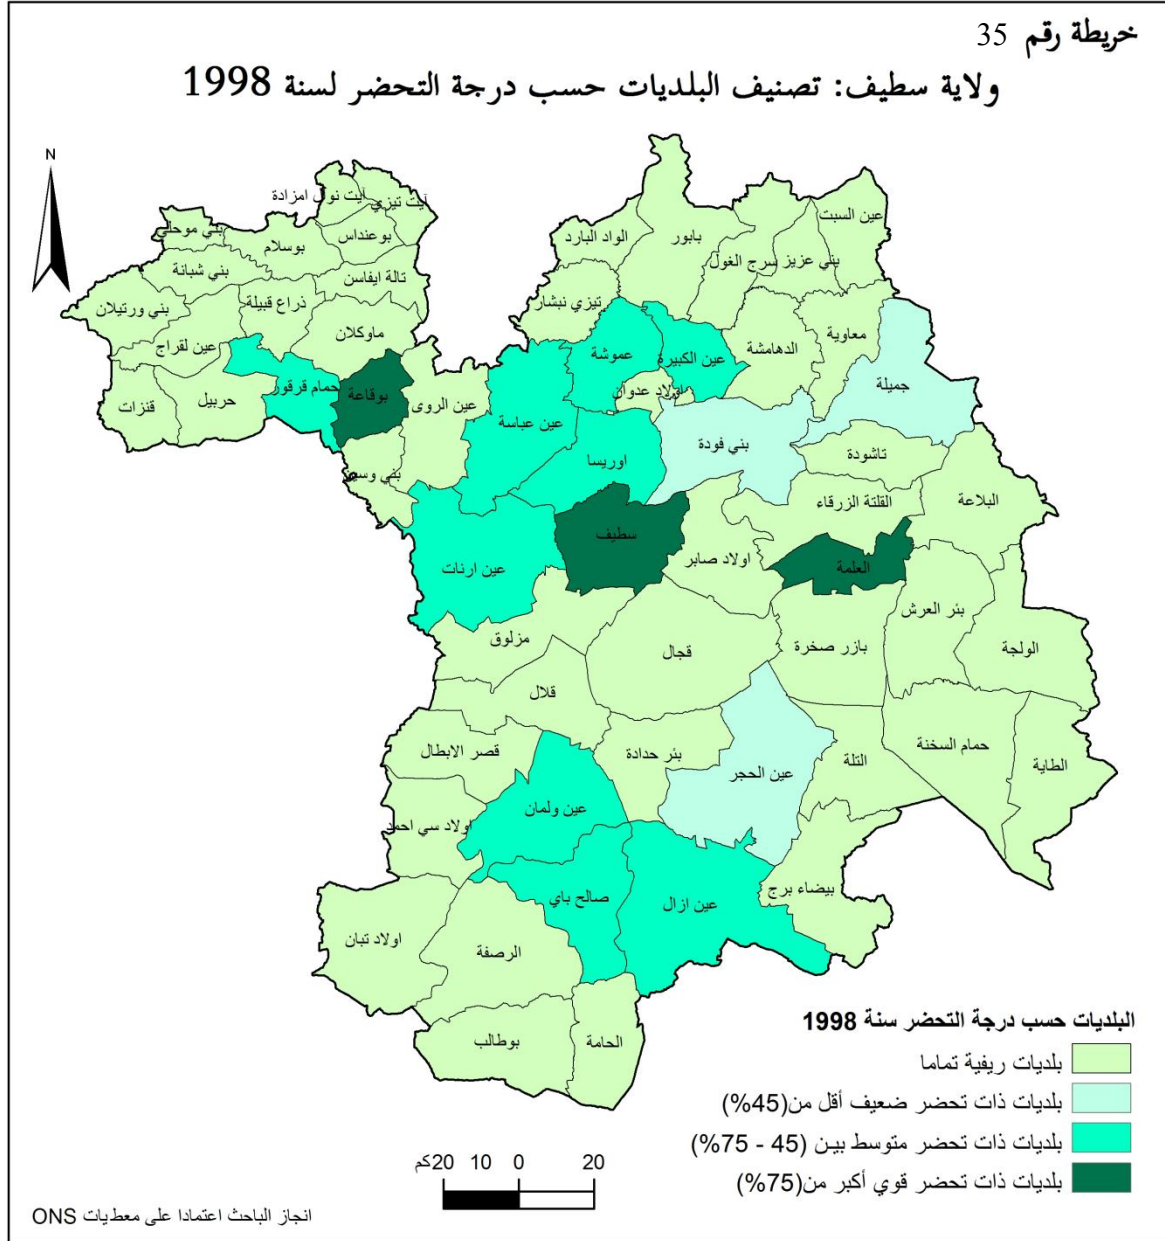 خريطة رقم 35
ولاية سطيف: تصنيف البلديات حسب درجة التحضر لسنة 1998
N
آيت نوال امزادة
آيت تيزي
بني موحلي
بوسلام
بوعنداس
بني شبانة
تالة ايفاسن
بني ورتيلان
ذراع قبيلة
عين لقراج
ماوكلان
قنزات
حربيل
حمام قرقور
بوقاعة
عين الروى
بني وسين
الواد البارد
بابور
عين السبت
سرج الغول
بني عزيز
تيزي نبشار
معاوية
الدهامشة
عموشة
عين الكبيرة
جميلة
اولاد عدوان
عين عباسة
بني فودة
اوريسا
تاشودة
القلتة الزرقاء
البلاعة
سطيف
اولاد صابر
العلمة
عين ارنات
بئر العرش
مزلوق
قجال
بازر صخرة
الولجة
قلال
قصر الابطال
بئر حدادة
عين الحجر
التلة
حمام السخنة
الطاية
عين ولمان
اولاد سي احمد
صالح باي
عين ازال
بيضاء برج
اولاد تبان
الرصفة
بوطالب
الحامة
البلديات حسب درجة التحضر سنة 1998
بلديات ريفية تماما
بلديات ذات تحضر ضعيف أقل من(45%)
بلديات ذات تحضر متوسط بين (45 - 75%)
بلديات ذات تحضر قوي أكبر من(75%)
20 0 10 20كم
انجاز الباحث اعتمادا على معطيات ONS